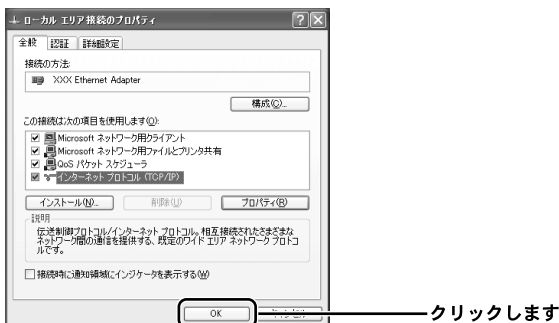 ローカル エリア接続のプロパティ
全般 認証 詳細設定
接続の方法:
XXX Ethernet Adapter
構成(C)...
この接続は次の項目を使用します(O):
Microsoft ネットワーク用クライアント
Microsoft ネットワーク用ファイルとプリンタ共有
QoS パケット スケジューラ
インターネット プロトコル (TCP/IP)
インストール(N)... 削除(U) プロパティ(R)
説明
伝送制御プロトコル/インターネット プロトコル。相互接続されたさまざまな
ネットワーク間の通信を提供する、既定のワイド エリア ネットワーク プロトコ
ルです。
接続時に通知領域にインジケータを表示する(W)
OK キャンセル
クリックします